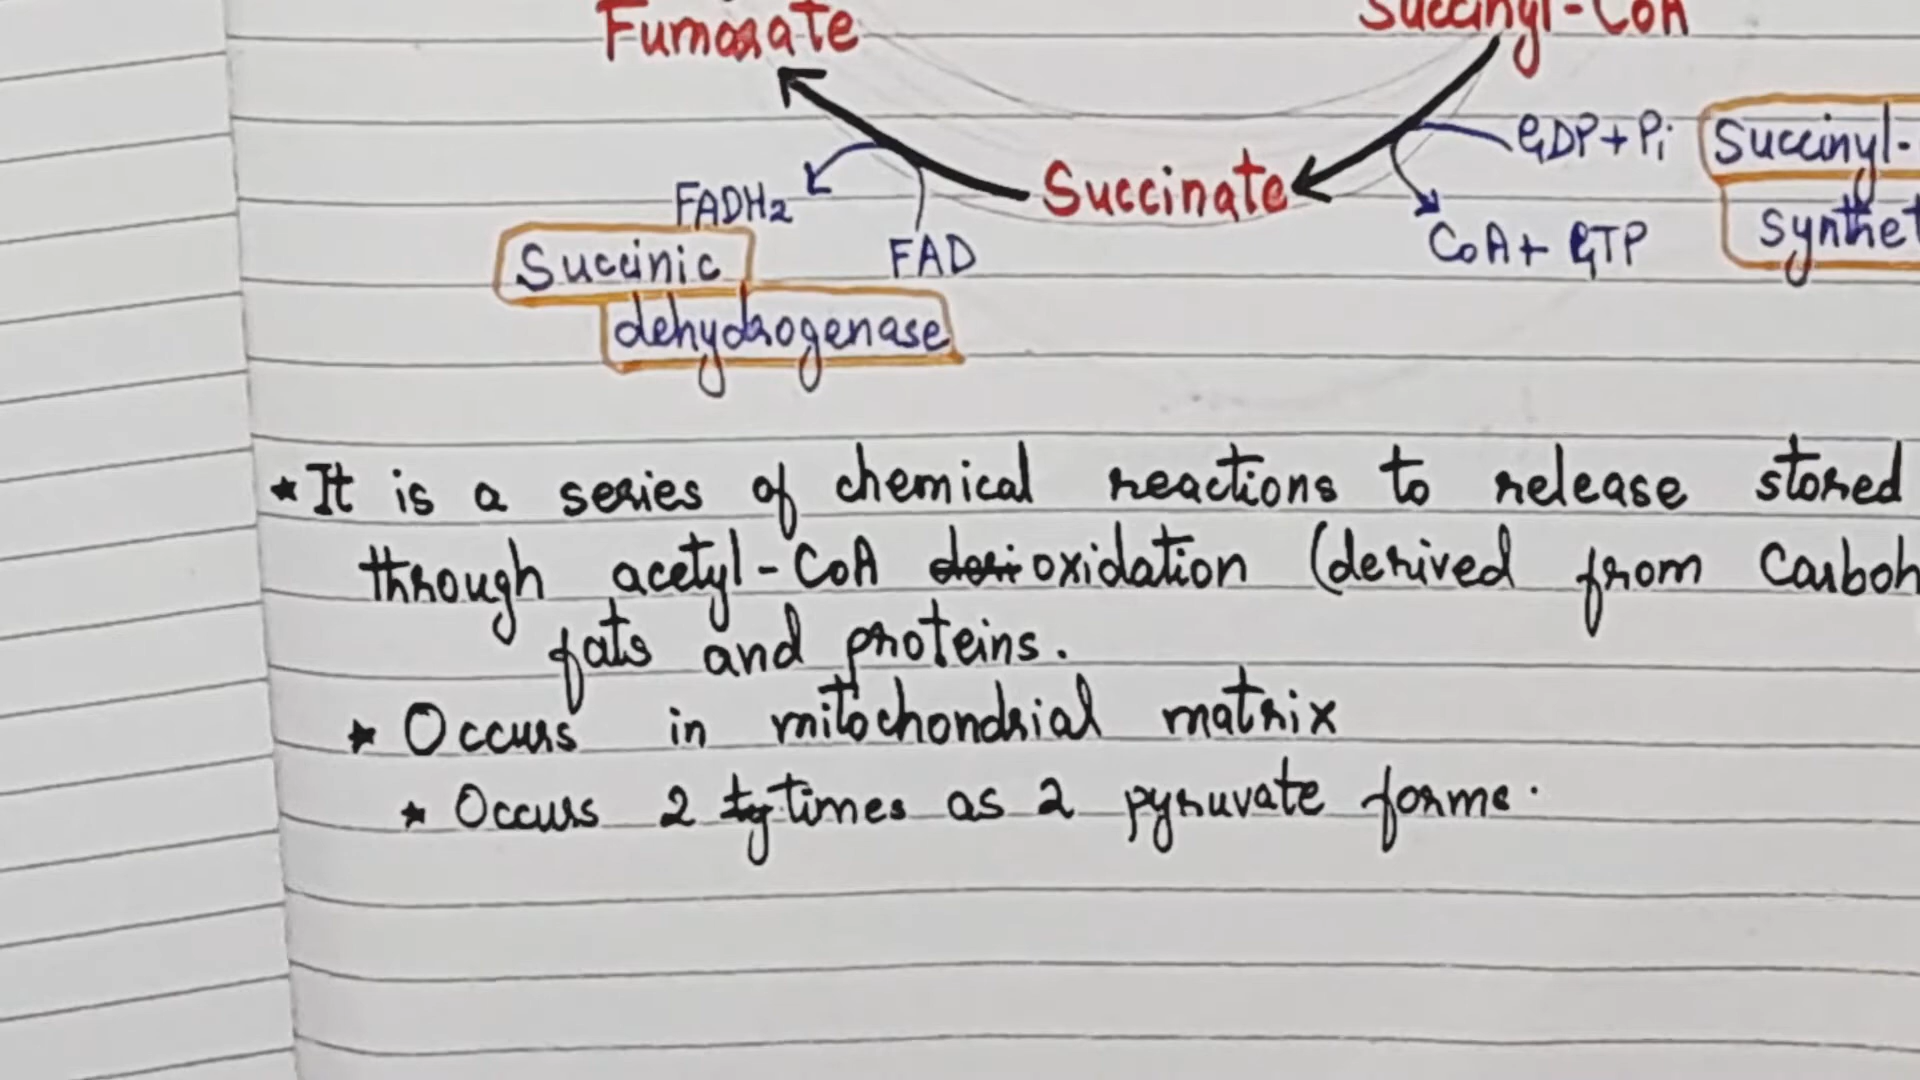 Fumarate
Succinyl-CoA
GDP+Pi
Succinyl-
Succinate
FADH2
CoA+ GTP
synthet
FAD
Succinic
dehydrogenase
★ It is a series of chemical reactions to release stored
through acetyl-CoA oxidation (derived from Carboh
fats and proteins.
★ Occurs in mitochondrial matrix
★ Occurs 2 times as 2 pyruvate forms.